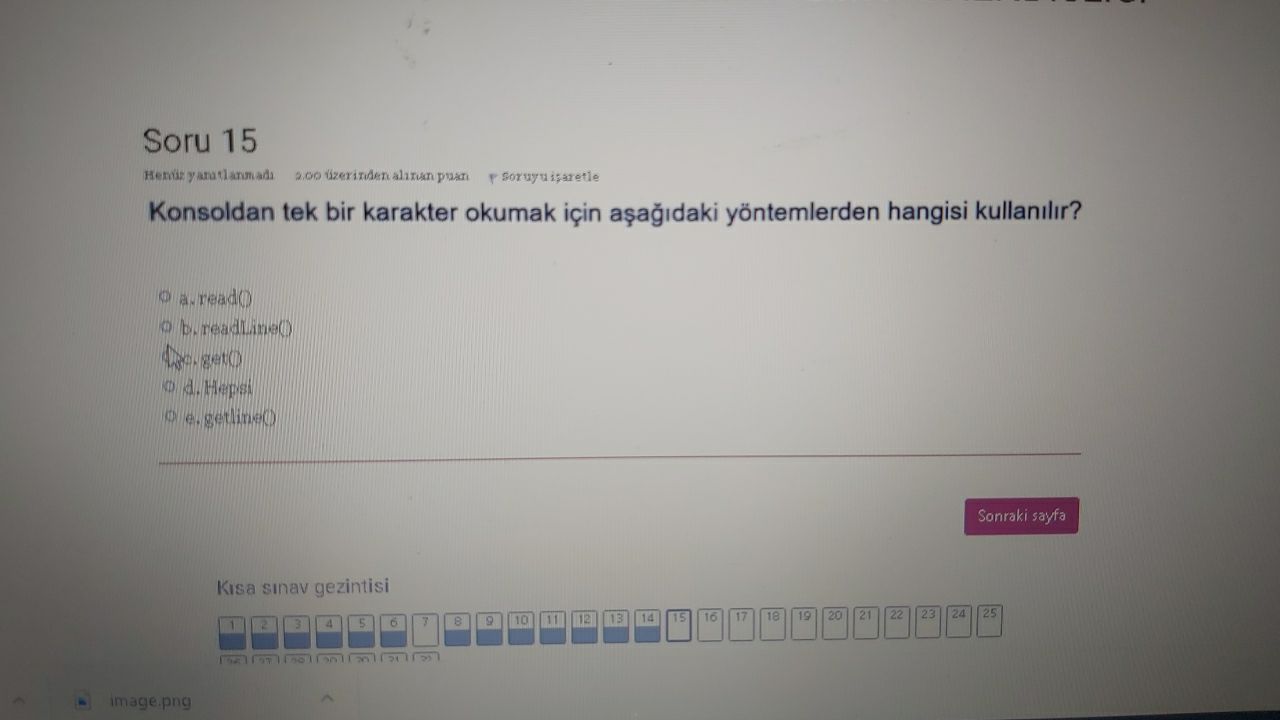 Soru 15
Henüz yanıtlanmadı 2.00 üzerinden alınan puan Soruyu işaretle
Konsoldan tek bir karakter okumak için aşağıdaki yöntemlerden hangisi kullanılır?
a. read()
b. readLine()
c. get()
d. Hepsi
e. getline()
Sonraki sayfa
Kısa sınav gezintisi
1 2 3 4 5 6 7 8 9 10 11 12 13 14 15 16 17 18 19 20 21 22 23 24 25
image.png